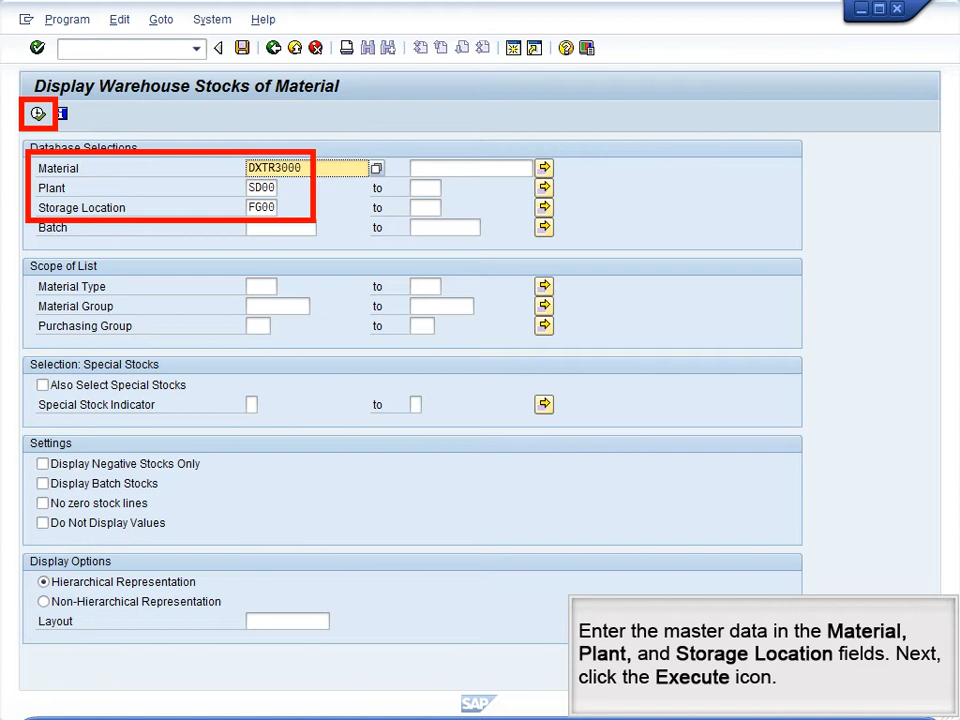 Program Edit Goto System Help
Display Warehouse Stocks of Material
Database Selections
Material DXTR3000
Plant SD00 to
Storage Location FG00 to
Batch to
Scope of List
Material Type to
Material Group to
Purchasing Group to
Selection: Special Stocks
Also Select Special Stocks
Special Stock Indicator to
Settings
Display Negative Stocks Only
Display Batch Stocks
No zero stock lines
Do Not Display Values
Display Options
Hierarchical Representation
Non-Hierarchical Representation
Layout
Enter the master data in the Material,
Plant, and Storage Location fields. Next,
click the Execute icon.
SAP